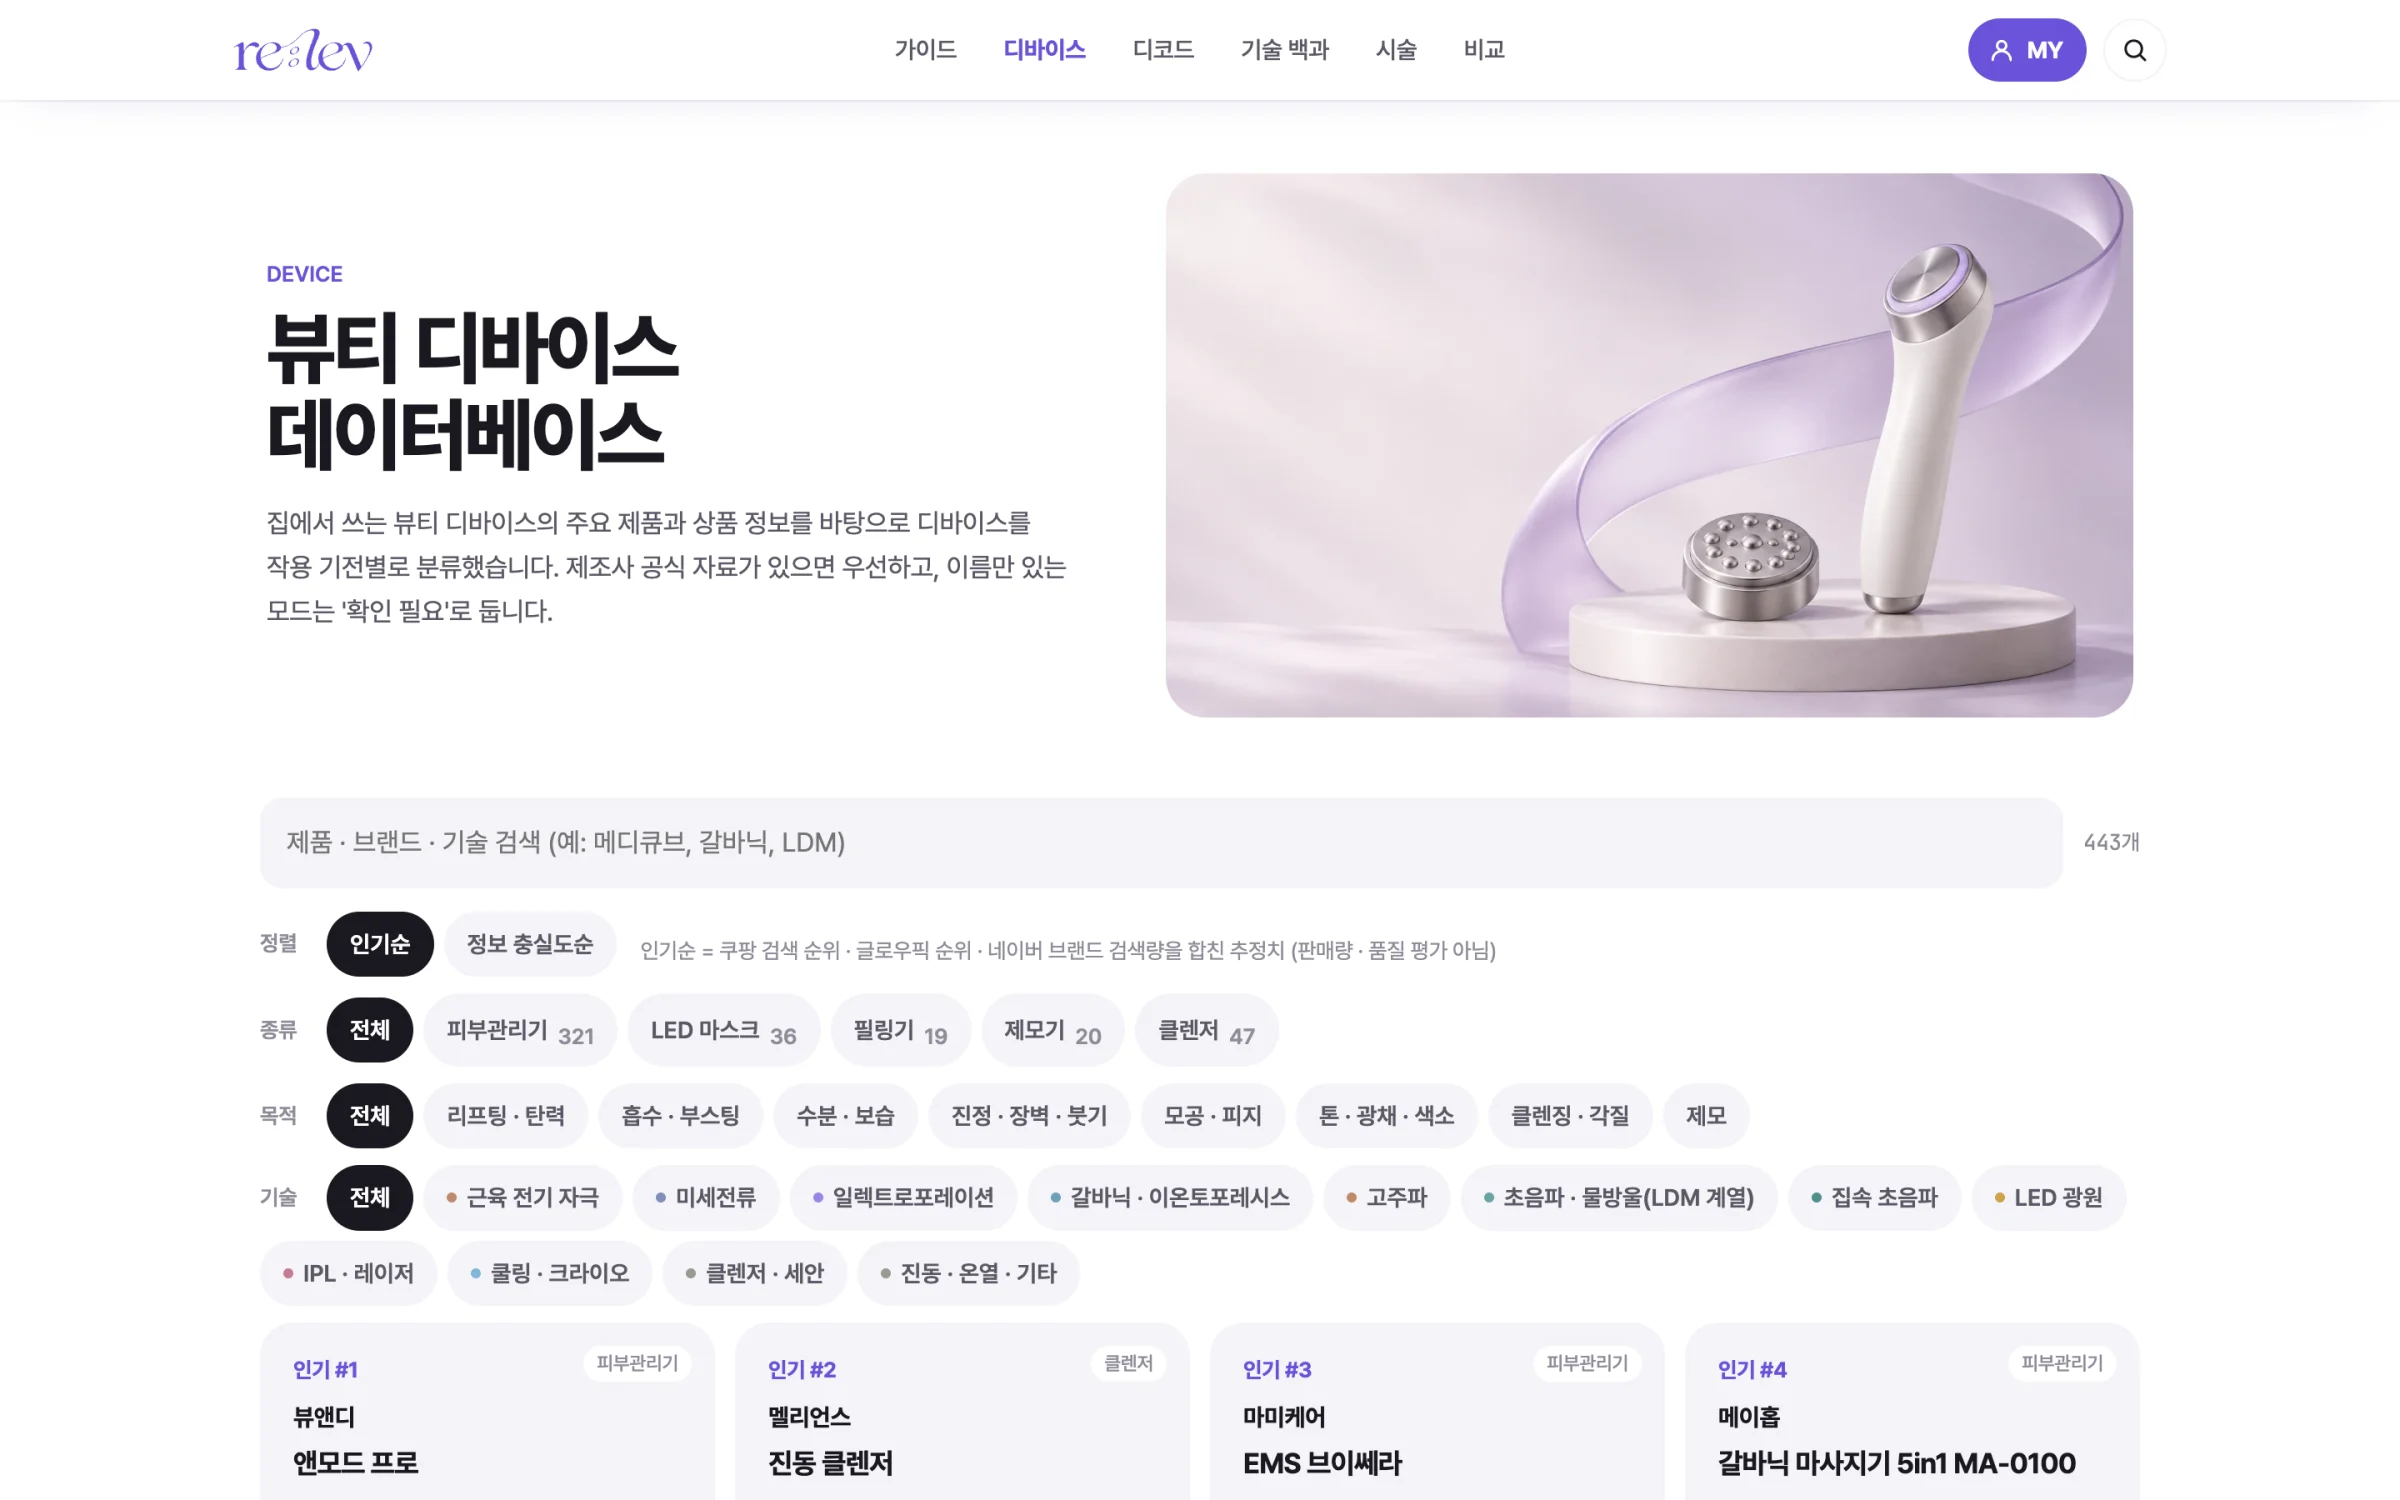 re:lev
가이드 디바이스 디코드 기술 백과 시술 비교
MY
DEVICE
뷰티 디바이스
데이터베이스
집에서 쓰는 뷰티 디바이스의 주요 제품과 상품 정보를 바탕으로 디바이스를
작용 기전별로 분류했습니다. 제조사 공식 자료가 있으면 우선하고, 이름만 있는
모드는 '확인 필요'로 둡니다.
제품 · 브랜드 · 기술 검색 (예: 메디큐브, 갈바닉, LDM)
443개
정렬 인기순 정보 충실도순 인기순 = 쿠팡 검색 순위 · 글로우픽 순위 · 네이버 브랜드 검색량을 합친 추정치 (판매량 · 품질 평가 아님)
종류 전체 피부관리기 321 LED 마스크 36 필링기 19 제모기 20 클렌저 47
목적 전체 리프팅 · 탄력 흡수 · 부스팅 수분 · 보습 진정 · 장벽 · 붓기 모공 · 피지 톤 · 광채 · 색소 클렌징 · 각질 제모
기술 전체 근육 전기 자극 미세전류 일렉트로포레이션 갈바닉 · 이온토포레시스 고주파 초음파 · 물방울(LDM 계열) 집속 초음파 LED 광원
IPL · 레이저 쿨링 · 크라이오 클렌저 · 세안 진동 · 온열 · 기타
인기 #1 피부관리기
뷰앤디
앤모드 프로
인기 #2 클렌저
멜리언스
진동 클렌저
인기 #3 피부관리기
마미케어
EMS 브이쎄라
인기 #4 피부관리기
메이홉
갈바닉 마사지기 5in1 MA-0100